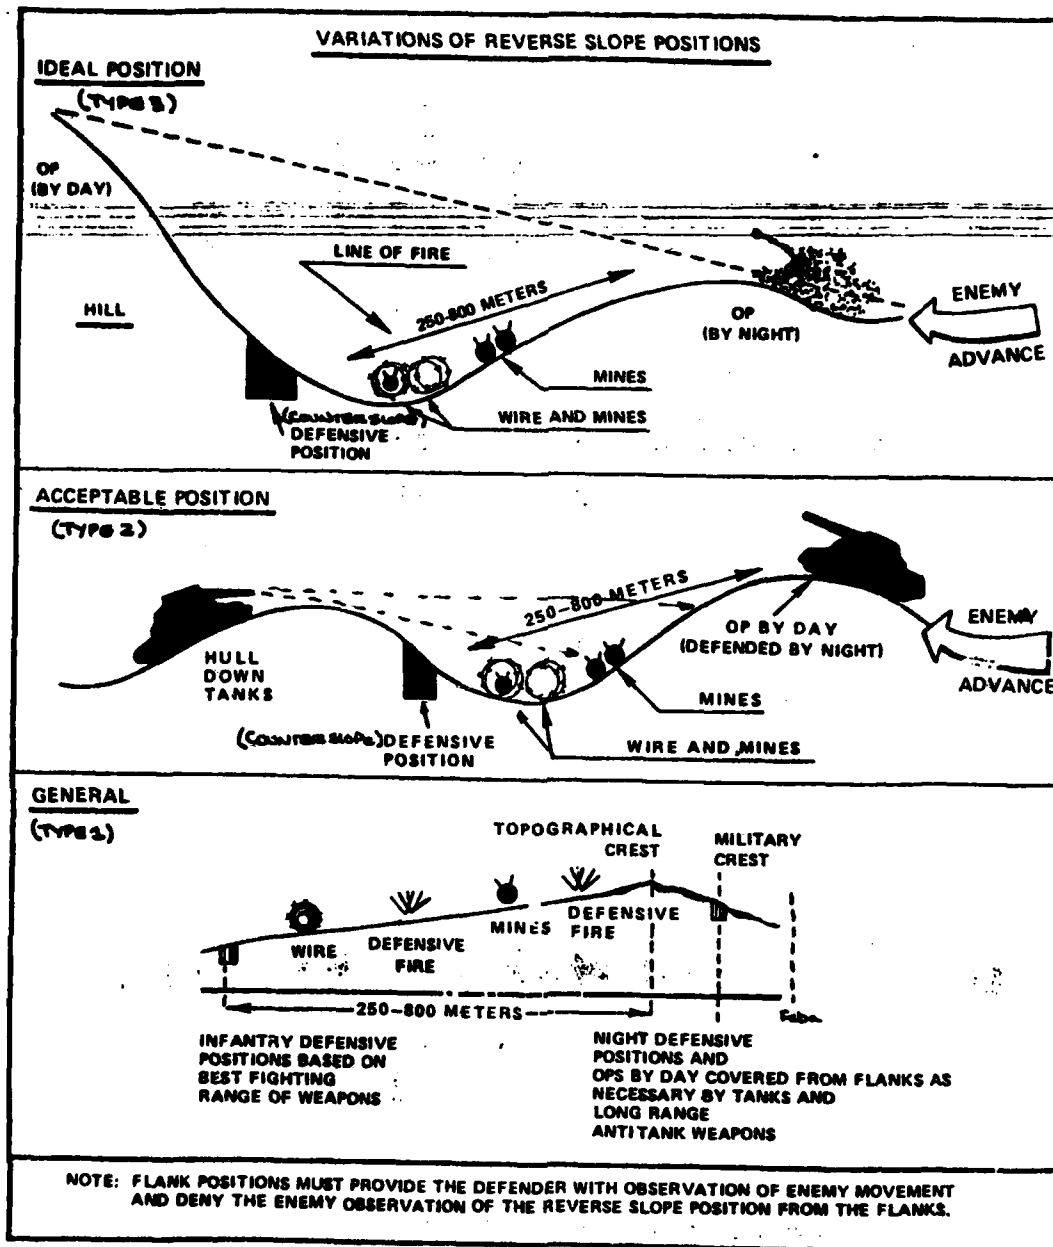 VARIATIONS OF REVERSE SLOPE POSITIONS
IDEAL POSITION
(TYPE 3)
OP
(BY DAY)
LINE OF FIRE
250-800 METERS
HILL
OP
(BY NIGHT)
ENEMY
ADVANCE
MINES
WIRE AND MINES
(COUNTER SLOPE)
DEFENSIVE
POSITION
ACCEPTABLE POSITION
(TYPE 2)
250-800 METERS
HULL
DOWN
TANKS
OP BY DAY
(DEFENDED BY NIGHT)
ENEMY
ADVANCE
MINES
(COUNTER SLOPE) DEFENSIVE
POSITION
WIRE AND MINES
GENERAL
(TYPE 1)
TOPOGRAPHICAL
CREST
MILITARY
CREST
WIRE
DEFENSIVE
FIRE
MINES
DEFENSIVE
FIRE
250-800 METERS
Feba
INFANTRY DEFENSIVE
POSITIONS BASED ON
BEST FIGHTING
RANGE OF WEAPONS
NIGHT DEFENSIVE
POSITIONS AND
OPS BY DAY COVERED FROM FLANKS AS
NECESSARY BY TANKS AND
LONG RANGE
ANTITANK WEAPONS
NOTE: FLANK POSITIONS MUST PROVIDE THE DEFENDER WITH OBSERVATION OF ENEMY MOVEMENT
AND DENY THE ENEMY OBSERVATION OF THE REVERSE SLOPE POSITION FROM THE FLANKS.